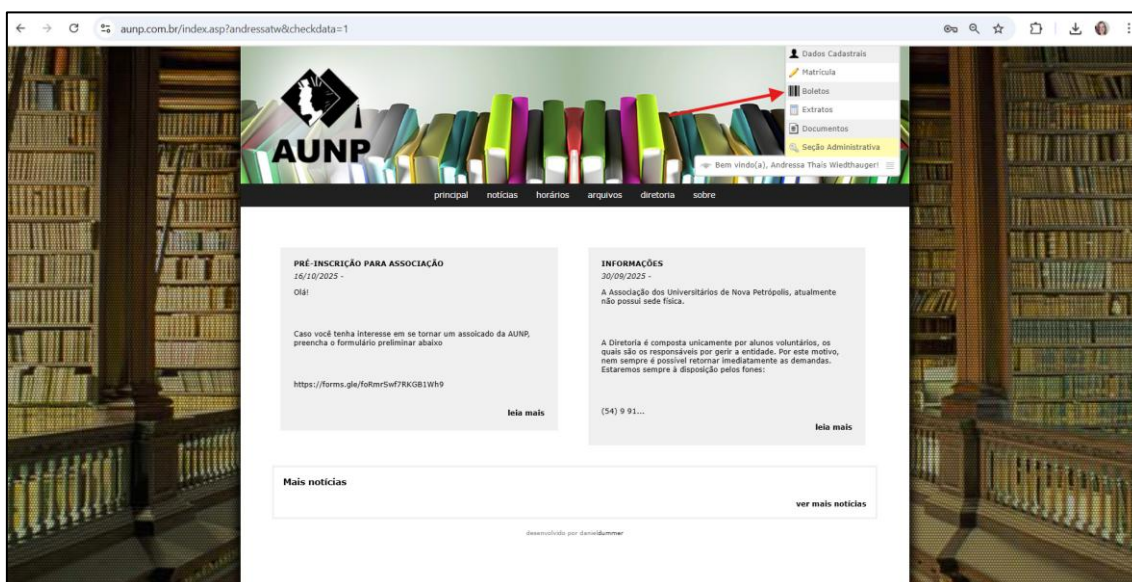 aunp.com.br/index.asp?andressatw&checkdata=1
Dados Cadastrais
Matrícula
Boletos
Extratos
Documentos
Seção Administrativa
Bem vindo(a), Andressa Thaís Wiedthauger!
AUNP
principal notícias horários arquivos diretoria sobre
PRÉ-INSCRIÇÃO PARA ASSOCIAÇÃO
16/10/2025 -
Olá!
Caso você tenha interesse em se tornar um assoicado da AUNP,
preencha o formulário preliminar abaixo
https://forms.gle/foRmrSwf7RKGB1Wh9
leia mais
INFORMAÇÕES
30/09/2025 -
A Associação dos Universitários de Nova Petrópolis, atualmente
não possui sede física.
A Diretoria é composta unicamente por alunos voluntários, os
quais são os responsáveis por gerir a entidade. Por este motivo,
nem sempre é possível retornar imediatamente as demandas.
Estaremos sempre à disposição pelos fones:
(54) 9 91...
leia mais
Mais notícias
ver mais notícias
desenvolvido por danieldummer